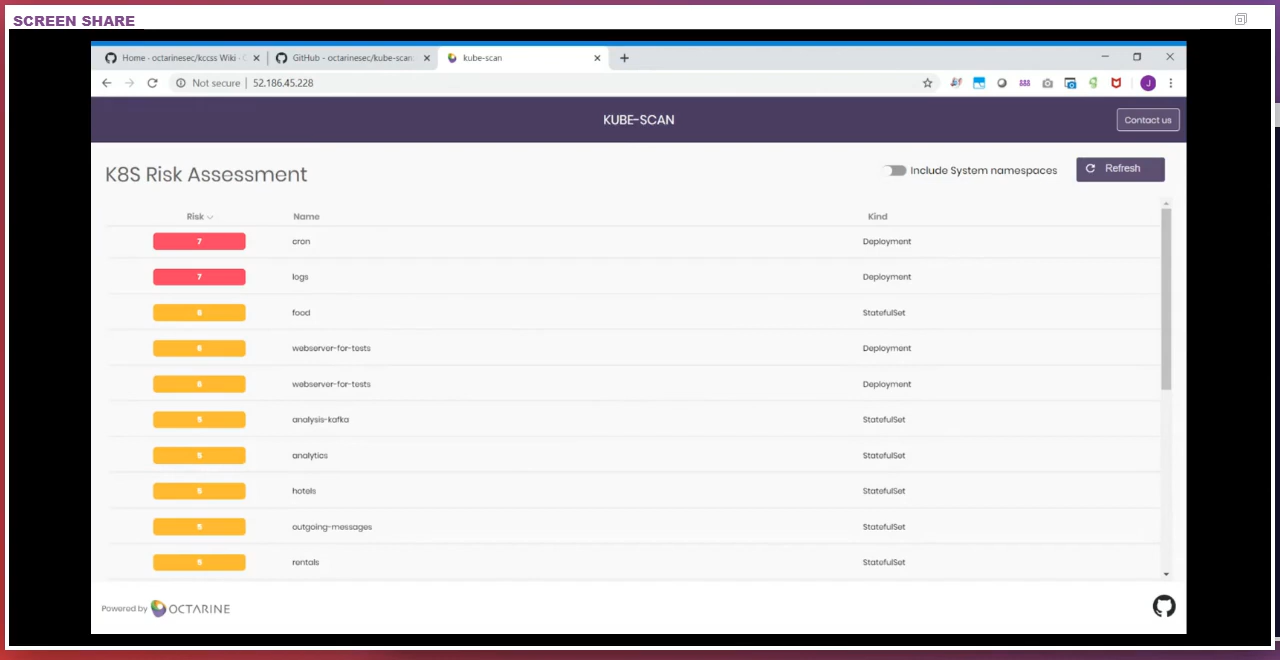 SCREEN SHARE
Home - octarinesec/kccss Wiki ·
GitHub - octarinesec/kube-scan
kube-scan
Not secure | 52.186.45.228
J
KUBE-SCAN
Contact us
K8S Risk Assessment
Include System namespaces
Refresh
Risk Name Kind
7 cron Deployment
7 logs Deployment
food StatefulSet
6 webserver-for-tests Deployment
webserver-for-tests Deployment
5 analysis-kafka StatefulSet
5 analytics StatefulSet
5 hotels StatefulSet
5 outgoing-messages StatefulSet
5 rentals StatefulSet
Powered by OCTARINE